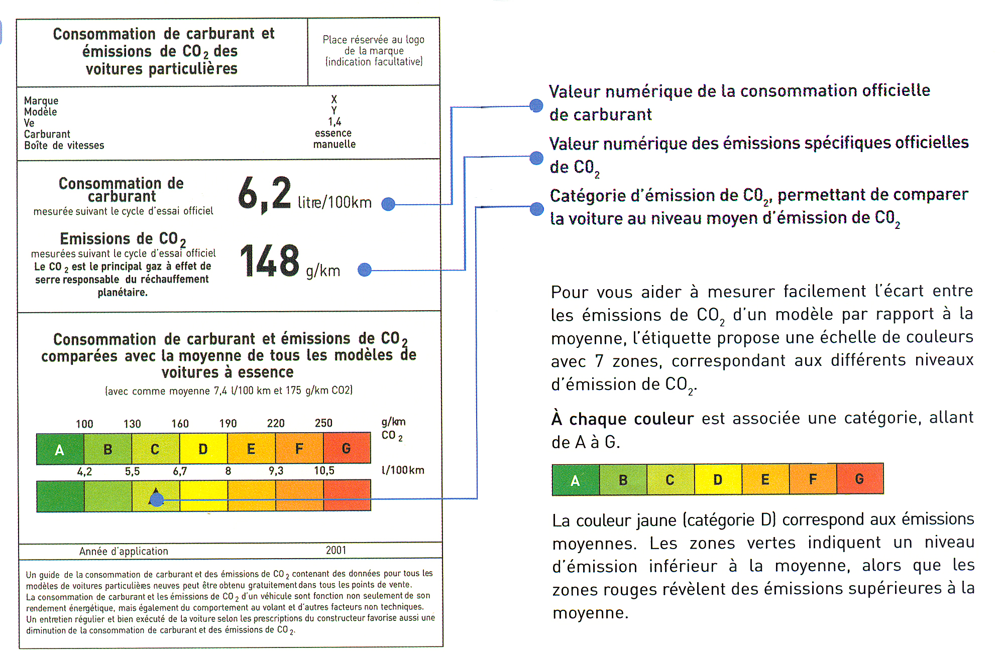 Consommation de carburant et
émissions de CO2 des
voitures particulières
Place réservée au logo
de la marque
(indication facultative)
Marque X
Modèle Y
Ve 1,4
Carburant essence
Boîte de vitesses manuelle
Consommation de
carburant
mesurée suivant le cycle d'essai officiel
6,2 litre/100km
Emissions de CO2
mesurées suivant le cycle d'essai officiel
Le CO2 est le principal gaz à effet de
serre responsable du réchauffement
planétaire.
148 g/km
Consommation de carburant et émissions de CO2
comparées avec la moyenne de tous les modèles de
voitures à essence
(avec comme moyenne 7,4 l/100 km et 175 g/km CO2)
100 130 160 190 220 250 g/km
CO2
A B C D E F G
4,2 5,5 6,7 8 9,3 10,5 l/100km
Année d'application 2001
Un guide de la consommation de carburant et des émissions de CO2 contenant des données pour tous les
modèles de voitures particulières neuves peut être obtenu gratuitement dans tous les points de vente.
La consommation de carburant et les émissions de CO2 d'un véhicule sont fonction non seulement de son
rendement énergétique, mais également du comportement au volant et d'autres facteurs non techniques.
Un entretien régulier et bien exécuté de la voiture selon les prescriptions du constructeur favorise aussi une
diminution de la consommation de carburant et des émissions de CO2.
Valeur numérique de la consommation officielle
de carburant
Valeur numérique des émissions spécifiques officielles
de CO2
Catégorie d'émission de CO2, permettant de comparer
la voiture au niveau moyen d'émission de CO2
Pour vous aider à mesurer facilement l'écart entre
les émissions de CO2 d'un modèle par rapport à la
moyenne, l'étiquette propose une échelle de couleurs
avec 7 zones, correspondant aux différents niveaux
d'émission de CO2.
À chaque couleur est associée une catégorie, allant
de A à G.
A B C D E F G
La couleur jaune (catégorie D) correspond aux émissions
moyennes. Les zones vertes indiquent un niveau
d'émission inférieur à la moyenne, alors que les
zones rouges révèlent des émissions supérieures à la
moyenne.